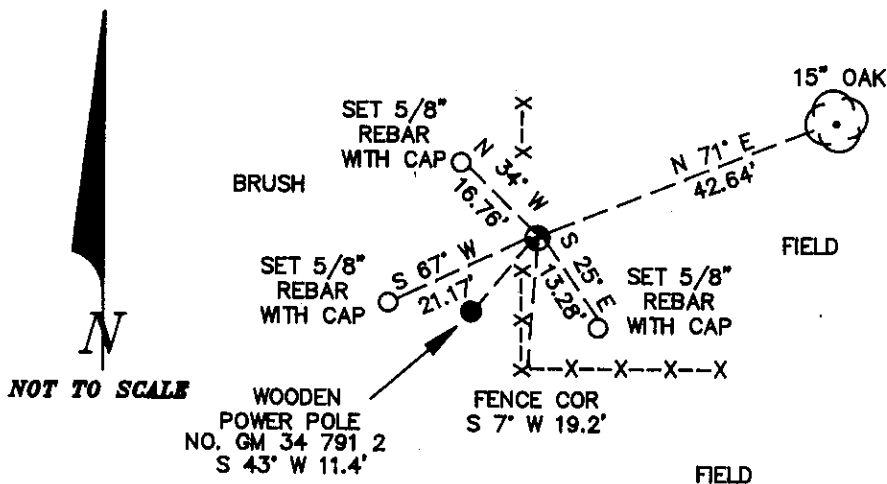 15" OAK
SET 5/8"
REBAR
WITH CAP
N 34° W
16.76'
N 71° E
42.64'
BRUSH
FIELD
SET 5/8"
REBAR
WITH CAP
S 67° W
21.17'
S 25° E
13.28'
SET 5/8"
REBAR
WITH CAP
N
NOT TO SCALE
WOODEN
POWER POLE
NO. GM 34 791 2
S 43° W 11.4'
FENCE COR
S 7° W 19.2'
FIELD